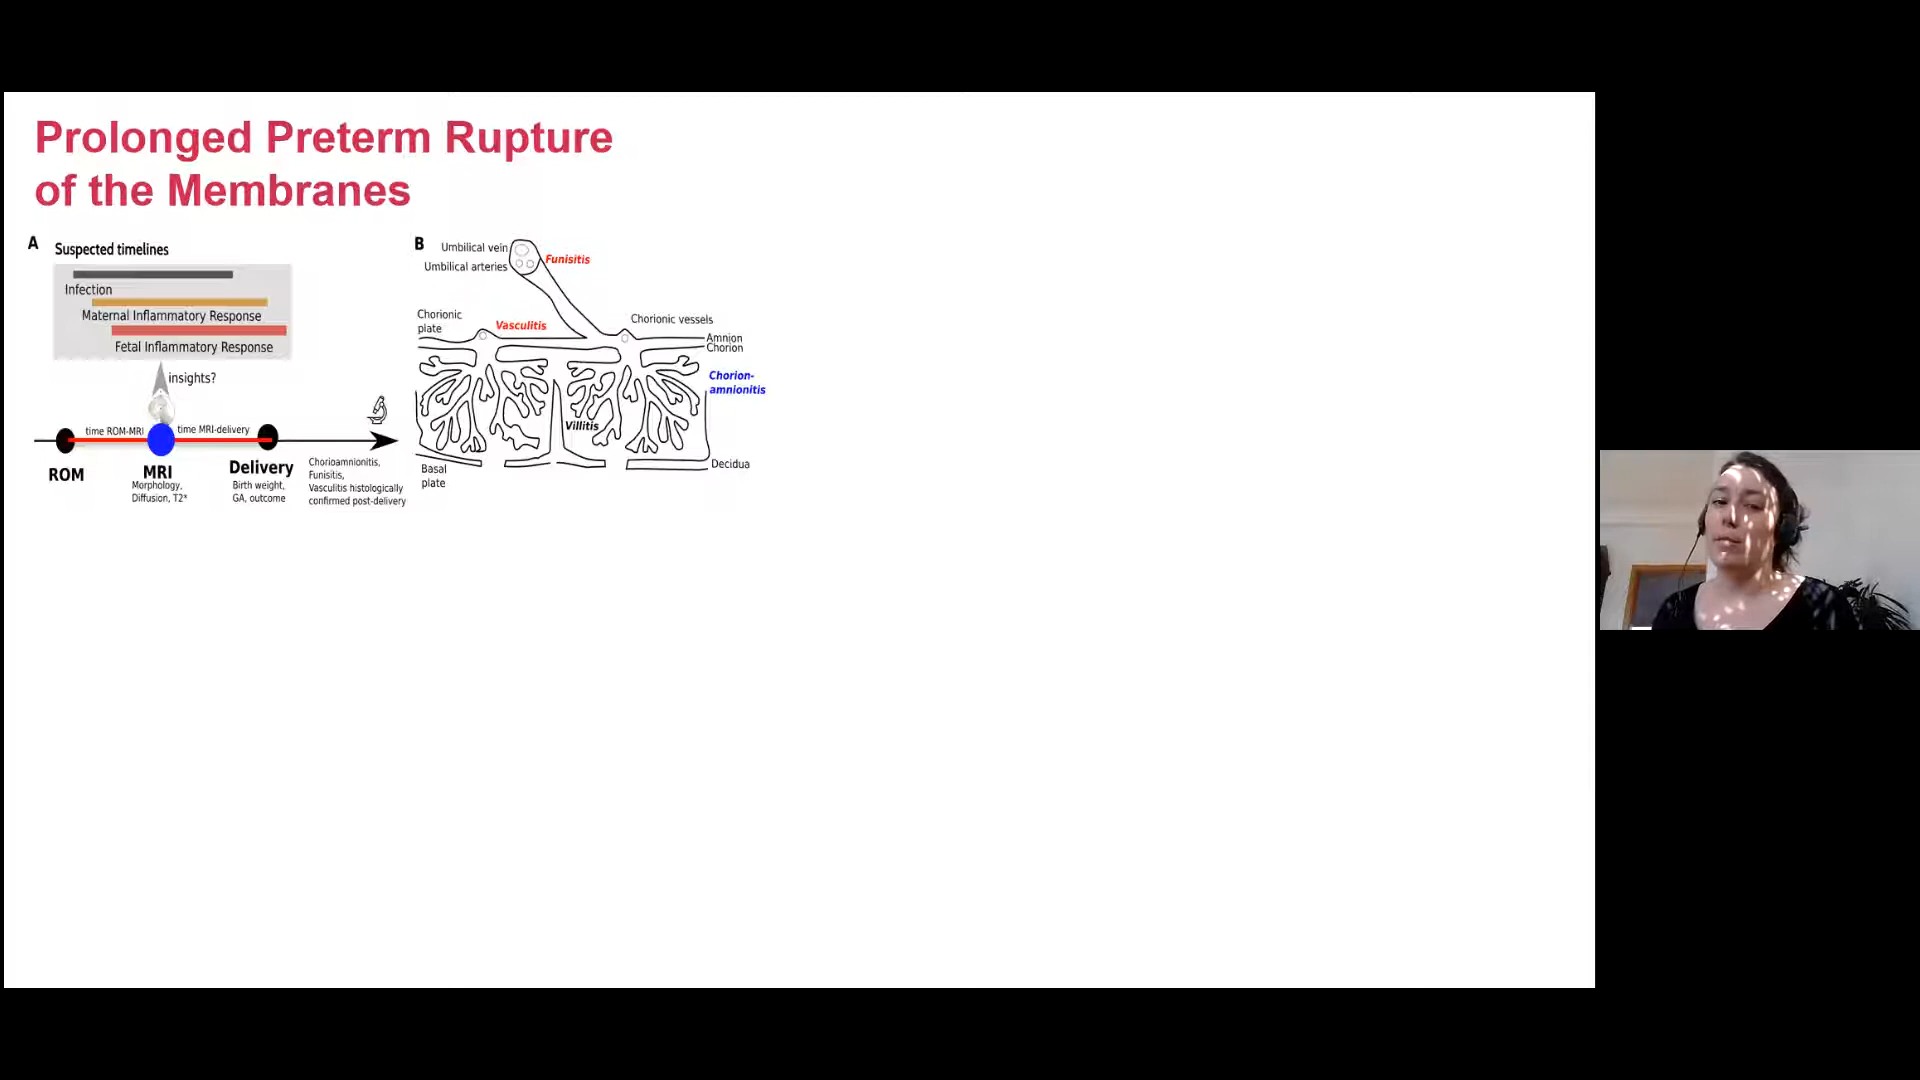 Prolonged Preterm Rupture
of the Membranes
A
Suspected timelines
Infection
Maternal Inflammatory Response
Fetal Inflammatory Response
insights?
time ROM-MRI
time MRI-delivery
ROM
MRI
Morphology,
Diffusion, T2*
Delivery
Birth weight,
GA, outcome
Chorioamnionitis,
Funisitis,
Vasculitis histologically
confirmed post-delivery
B
Umbilical vein
Umbilical arteries
Funisitis
Chorionic
plate
Vasculitis
Chorionic vessels
Amnion
Chorion
Chorion-
amnionitis
Villitis
Basal
plate
Decidua